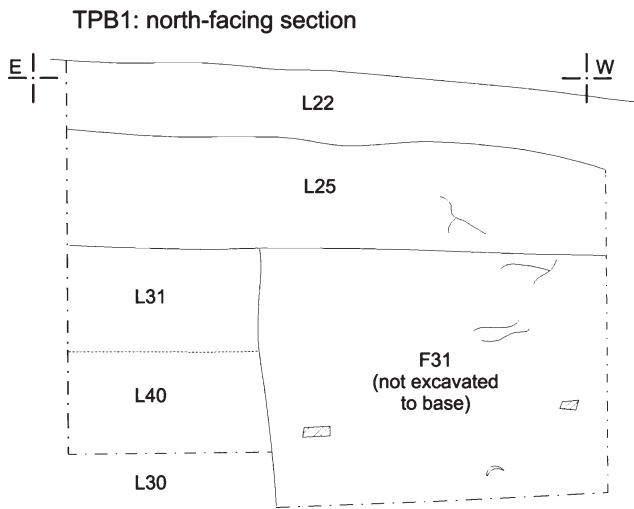 TPB1: north-facing section
E W
L22
L25
L31
F31
(not excavated
to base)
L40
L30